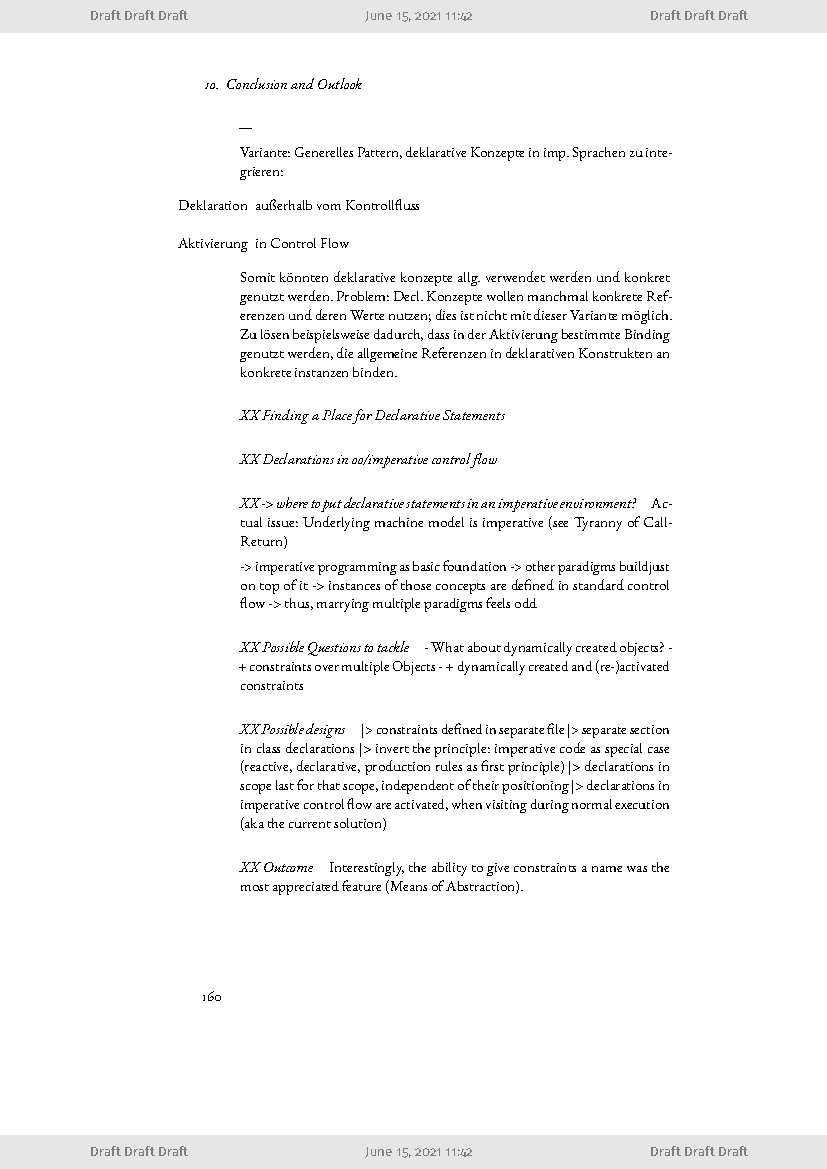 Draft Draft Draft June 15, 2021 11:42 Draft Draft Draft
10. Conclusion and Outlook
—
Variante: Generelles Pattern, deklarative Konzepte in imp. Sprachen zu inte-
grieren:
Deklaration außerhalb vom Kontrollfluss
Aktivierung in Control Flow
Somit könnten deklarative konzepte allg. verwendet werden und konkret
genutzt werden. Problem: Decl. Konzepte wollen manchmal konkrete Ref-
erenzen und deren Werte nutzen; dies ist nicht mit dieser Variante möglich.
Zu lösen beispielsweise dadurch, dass in der Aktivierung bestimmte Binding
genutzt werden, die allgemeine Referenzen in deklarativen Konstrukten an
konkrete instanzen binden.
XX Finding a Place for Declarative Statements
XX Declarations in oo/imperative control flow
XX -> where to put declarative statements in an imperative environment? Ac-
tual issue: Underlying machine model is imperative (see Tyranny of Call-
Return)
-> imperative programming as basic foundation -> other paradigms buildjust
on top of it -> instances of those concepts are defined in standard control
flow -> thus, marrying multiple paradigms feels odd
XX Possible Questions to tackle - What about dynamically created objects? -
+ constraints over multiple Objects - + dynamically created and (re-)activated
constraints
XX Possible designs |> constraints defined in separate file |> separate section
in class declarations |> invert the principle: imperative code as special case
(reactive, declarative, production rules as first principle) |> declarations in
scope last for that scope, independent of their positioning |> declarations in
imperative control flow are activated, when visiting during normal execution
(aka the current solution)
XX Outcome Interestingly, the ability to give constraints a name was the
most appreciated feature (Means of Abstraction).
160
Draft Draft Draft June 15, 2021 11:42 Draft Draft Draft